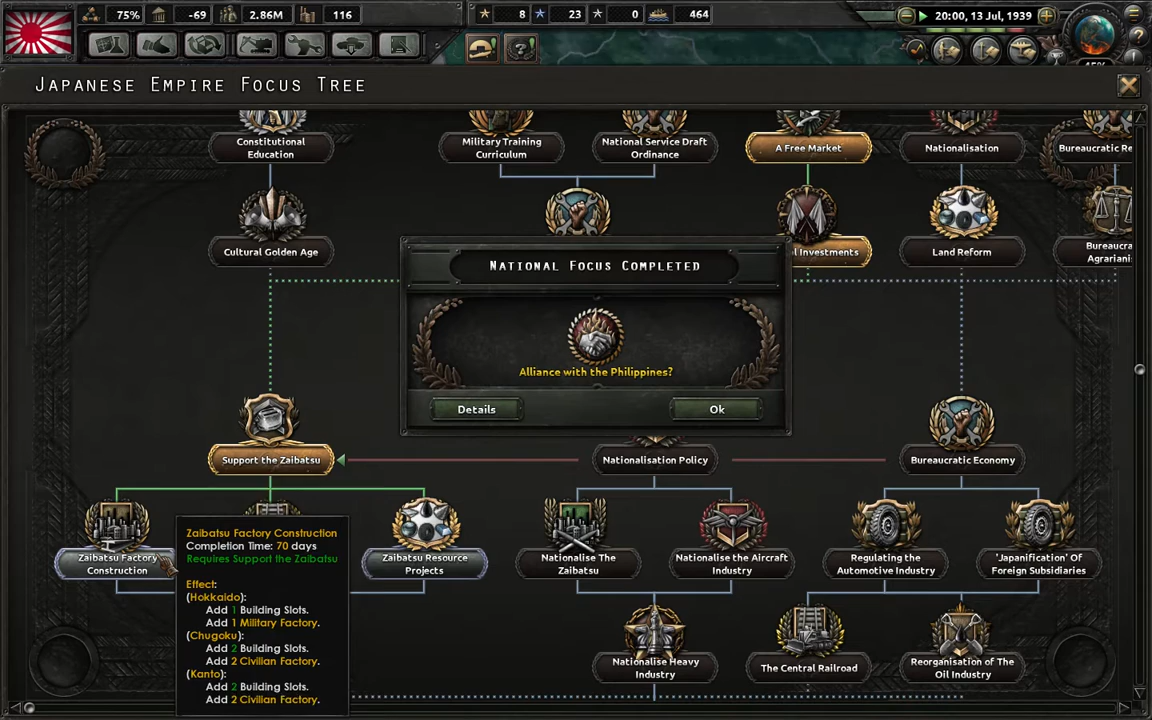 75%
-69
2.86M
116
8
23
0
464
20:00, 13 Jul, 1939
45%
JAPANESE EMPIRE FOCUS TREE
Constitutional
Education
Military Training
Curriculum
National Service Draft
Ordinance
A Free Market
Nationalisation
Bureaucratic Re
Cultural Golden Age
l Investments
Land Reform
Bureaucra
Agrarianis
NATIONAL FOCUS COMPLETED
Alliance with the Philippines?
Details
Ok
Support the Zaibatsu
Nationalisation Policy
Bureaucratic Economy
Zaibatsu Factory
Construction
Zaibatsu Resource
Projects
Nationalise The
Zaibatsu
Nationalise the Aircraft
Industry
Regulating the
Automotive Industry
'Japanification' Of
Foreign Subsidiaries
Zaibatsu Factory Construction
Completion Time: 70 days
Requires Support the Zaibatsu
Effect:
(Hokkaido):
Add 1 Building Slots.
Add 1 Military Factory.
(Chugoku):
Add 2 Building Slots.
Add 2 Civilian Factory.
(Kanto):
Add 2 Building Slots.
Add 2 Civilian Factory.
Nationalise Heavy
Industry
The Central Railroad
Reorganisation of The
Oil Industry